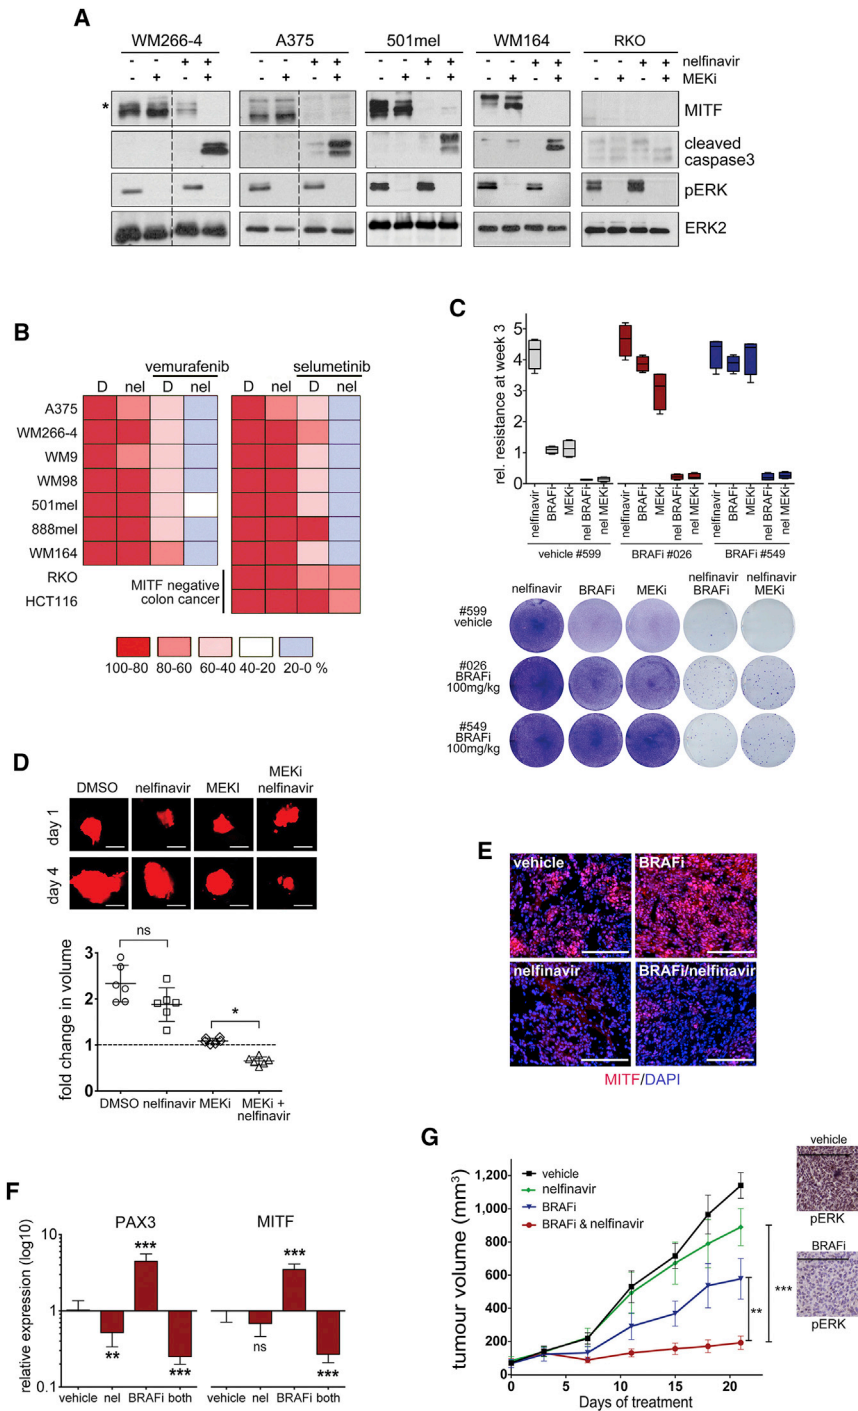 A
WM266-4 A375 501mel WM164 RKO
- - + + - - + + - - + + - - + + - - + + nelfinavir
- + - + - + - + - + - + - + - + - + - + MEKi
* MITF
cleaved
caspase3
pERK
ERK2
B
vemurafenib selumetinib
D nel D nel D nel D nel
A375
WM266-4
WM9
WM98
501mel
888mel
WM164
RKO
HCT116
MITF negative
colon cancer
100-80 80-60 60-40 40-20 20-0 %
C
rel. resistance at week 3
5
4
3
2
1
0
nelfinavir BRAFi MEKi nel BRAFi nel MEKi nelfinavir BRAFi MEKi nel BRAFi nel MEKi nelfinavir BRAFi MEKi nel BRAFi nel MEKi
vehicle #599 BRAFi #026 BRAFi #549
nelfinavir BRAFi MEKi nelfinavir BRAFi nelfinavir MEKi
#599
vehicle
#026
BRAFi
100mg/kg
#549
BRAFi
100mg/kg
D
DMSO nelfinavir MEKI MEKi nelfinavir
day 1
day 4
fold change in volume
3
2
1
0
ns
*
DMSO nelfinavir MEKi MEKi +
nelfinavir
E
vehicle BRAFi
nelfinavir BRAFi/nelfinavir
MITF/DAPI
F
PAX3 MITF
relative expression (log10)
10
1
0.1
** *** *** ns *** ***
vehicle nel BRAFi both vehicle nel BRAFi both
G
tumour volume (mm3)
1,200
1,000
800
600
400
200
0
vehicle
nelfinavir
BRAFi
BRAFi & nelfinavir
**
***
0 5 10 15 20
Days of treatment
vehicle
pERK
BRAFi
pERK